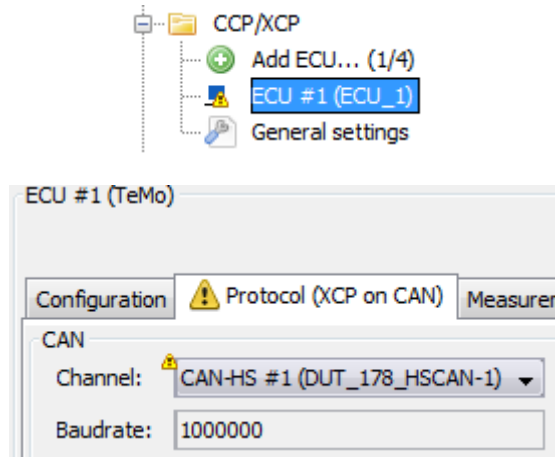 CCP/XCP
Add ECU... (1/4)
ECU #1 (ECU_1)
General settings
ECU #1 (TeMo)
Configuration Protocol (XCP on CAN) Measurer
CAN
Channel: CAN-HS #1 (DUT_178_HSCAN-1)
Baudrate: 1000000